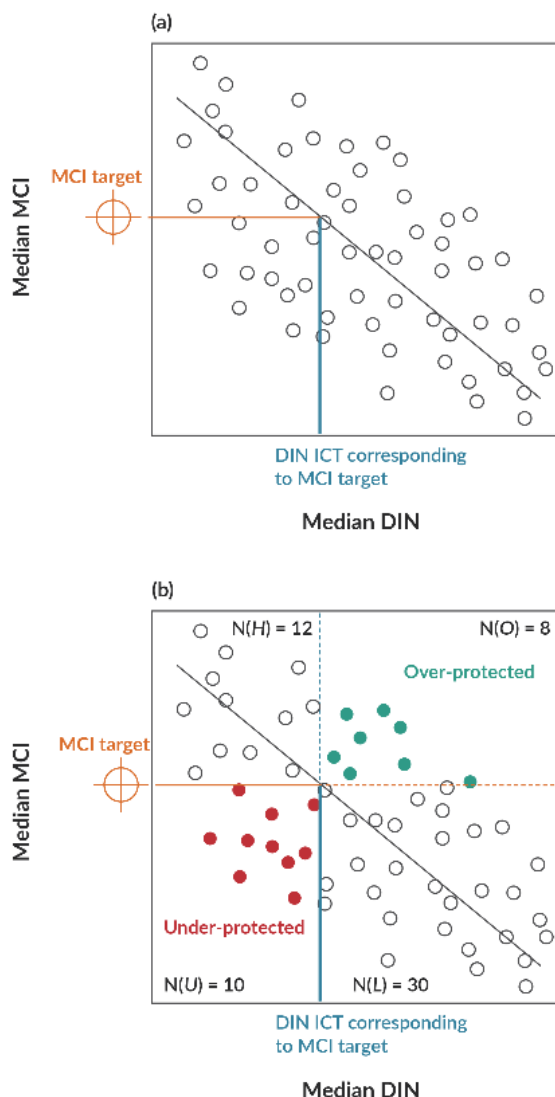 (a)
MCI target
Median MCI
DIN ICT corresponding
to MCI target
Median DIN
(b)
N(H) = 12
N(O) = 8
Over-protected
MCI target
Median MCI
Under-protected
N(U) = 10
N(L) = 30
DIN ICT corresponding
to MCI target
Median DIN